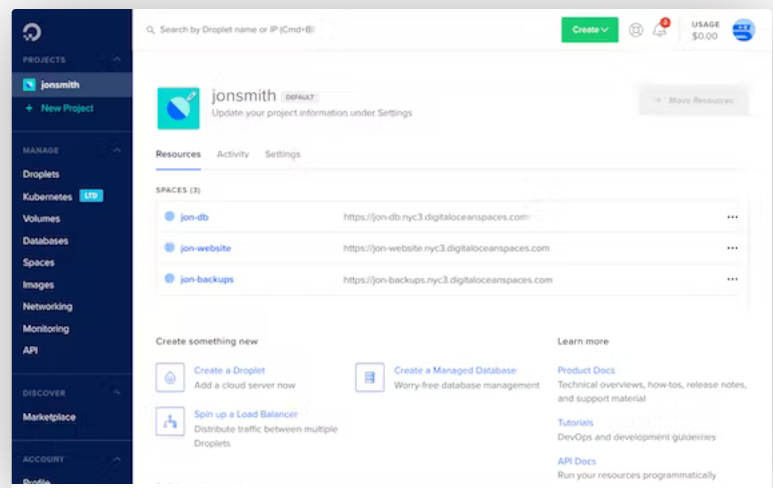 Search by Droplet name or IP (Cmd+B)
Create
USAGE
$0.00
PROJECTS
jonsmith
+ New Project
MANAGE
Droplets
Kubernetes LTD
Volumes
Databases
Spaces
Images
Networking
Monitoring
API
DISCOVER
Marketplace
ACCOUNT
Profile
jonsmith DEFAULT
Update your project information under Settings
Move Resources
Resources Activity Settings
SPACES (3)
jon-db https://jon-db.nyc3.digitaloceanspaces.com
jon-website https://jon-website.nyc3.digitaloceanspaces.com
jon-backups https://jon-backups.nyc3.digitaloceanspaces.com
Create something new
Create a Droplet
Add a cloud server now
Create a Managed Database
Worry-free database management
Spin up a Load Balancer
Distribute traffic between multiple
Droplets
Learn more
Product Docs
Technical overviews, how-tos, release notes,
and support material
Tutorials
DevOps and development guidelines
API Docs
Run your resources programmatically